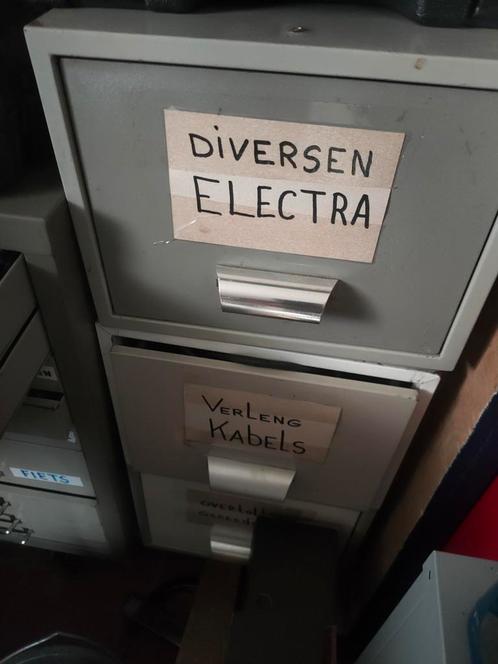 DIVERSEN
ELECTRA
VERLENG
KABELS
FIETS